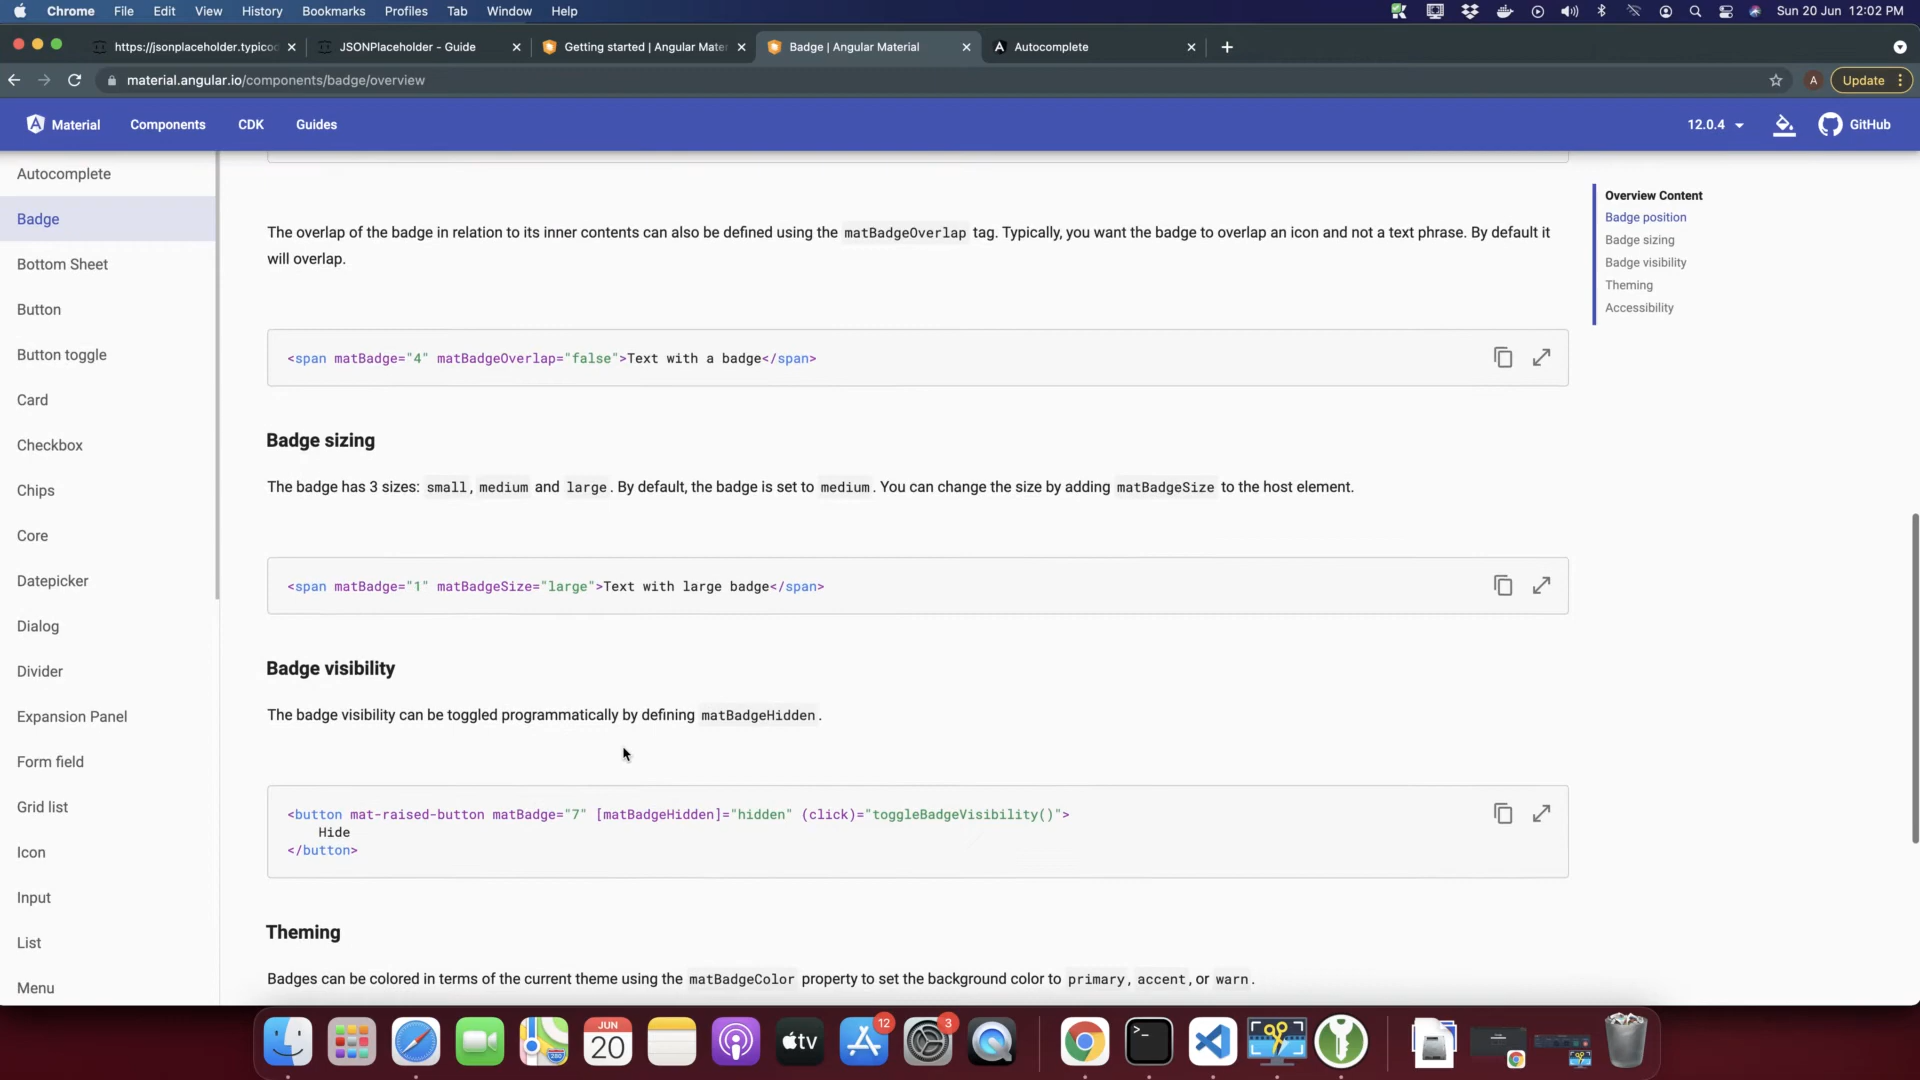 Chrome File Edit View History Bookmarks Profiles Tab Window Help Sun 20 Jun 12:02 PM
https://jsonplaceholder.typicod JSONPlaceholder - Guide Getting started | Angular Mate Badge | Angular Material Autocomplete
material.angular.io/components/badge/overview A Update
Material Components CDK Guides 12.0.4 GitHub
Autocomplete
Badge
Bottom Sheet
Button
Button toggle
Card
Checkbox
Chips
Core
Datepicker
Dialog
Divider
Expansion Panel
Form field
Grid list
Icon
Input
List
Menu
The overlap of the badge in relation to its inner contents can also be defined using the matBadgeOverlap tag. Typically, you want the badge to overlap an icon and not a text phrase. By default it
will overlap.
<span matBadge="4" matBadgeOverlap="false">Text with a badge</span>
Badge sizing
The badge has 3 sizes: small, medium and large. By default, the badge is set to medium. You can change the size by adding matBadgeSize to the host element.
<span matBadge="1" matBadgeSize="large">Text with large badge</span>
Badge visibility
The badge visibility can be toggled programmatically by defining matBadgeHidden.
<button mat-raised-button matBadge="7" [matBadgeHidden]="hidden" (click)="toggleBadgeVisibility()">
Hide
</button>
Theming
Badges can be colored in terms of the current theme using the matBadgeColor property to set the background color to primary, accent, or warn.
Overview Content
Badge position
Badge sizing
Badge visibility
Theming
Accessibility
JUN
20
280
tv
12
3
>_